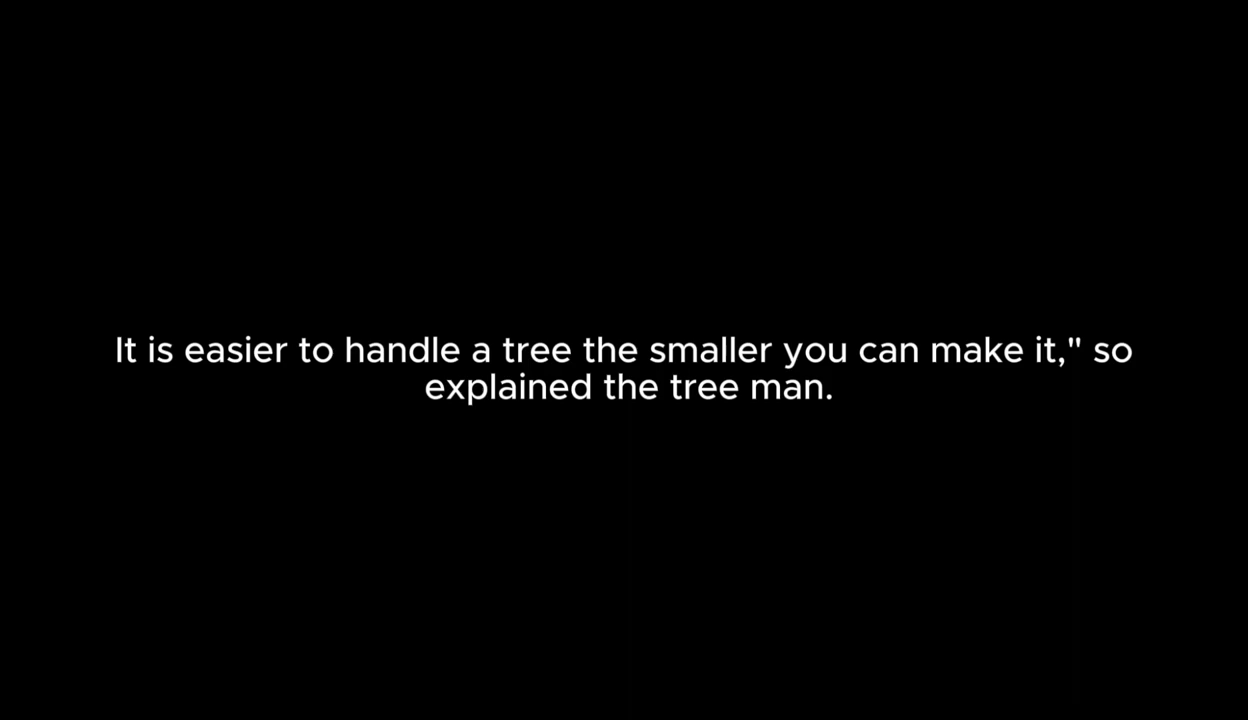 It is easier to handle a tree the smaller you can make it," so
explained the tree man.